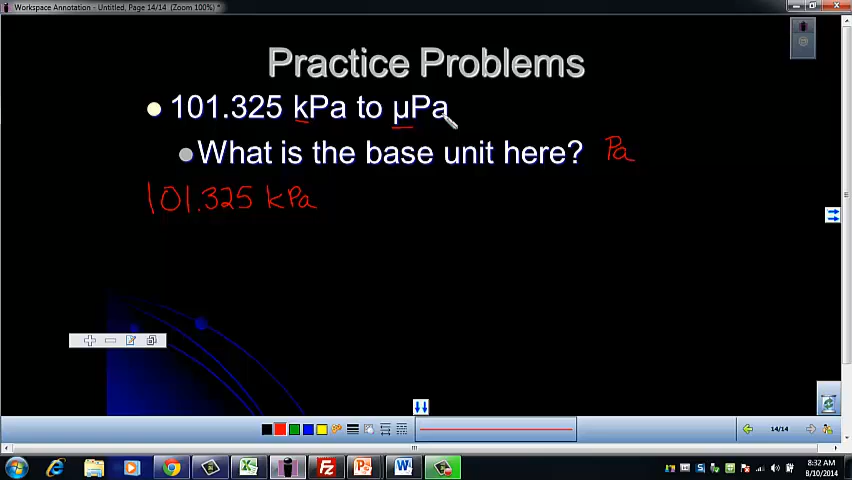 Workspace Annotation - Untitled, Page 14/14 (Zoom 100%) *
Practice Problems
101.325 kPa to µPa
What is the base unit here? Pa
101.325 kPa
14/14
8:32 AM
8/10/2014